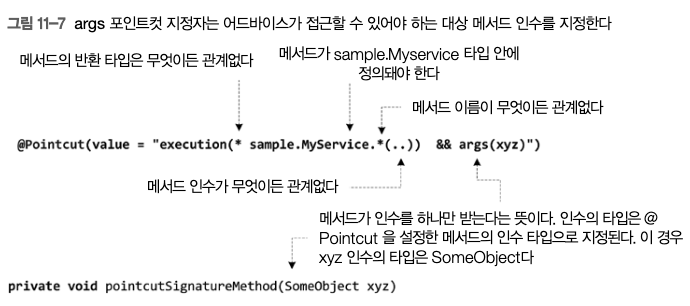 그림 11-7 args 포인트컷 지정자는 어드바이스가 접근할 수 있어야 하는 대상 메서드 인수를 지정한다
메서드의 반환 타입은 무엇이든 관계없다
메서드가 sample.Myservice 타입 안에
정의돼야 한다
메서드 이름이 무엇이든 관계없다
@Pointcut(value = "execution(* sample.MyService.*(..)) && args(xyz)")
메서드 인수가 무엇이든 관계없다
메서드가 인수를 하나만 받는다는 뜻이다. 인수의 타입은 @
Pointcut 을 설정한 메서드의 인수 타입으로 지정된다. 이 경우
xyz 인수의 타입은 SomeObject다
private void pointcutSignatureMethod(SomeObject xyz)